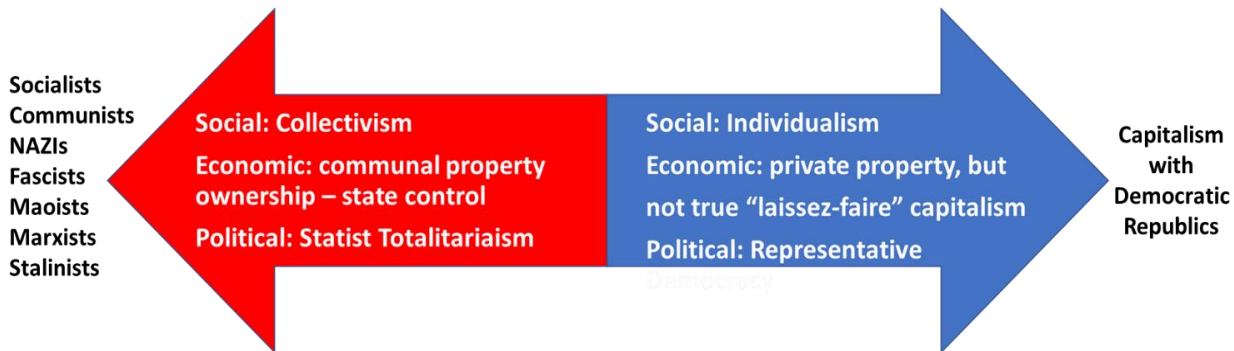 Socialists
Communists
NAZIs
Fascists
Maoists
Marxists
Stalinists
Social: Collectivism
Economic: communal property
ownership – state control
Political: Statist Totalitariaism
Social: Individualism
Economic: private property, but
not true “laissez-faire” capitalism
Political: Representative
Democracy
Capitalism
with
Democratic
Republics